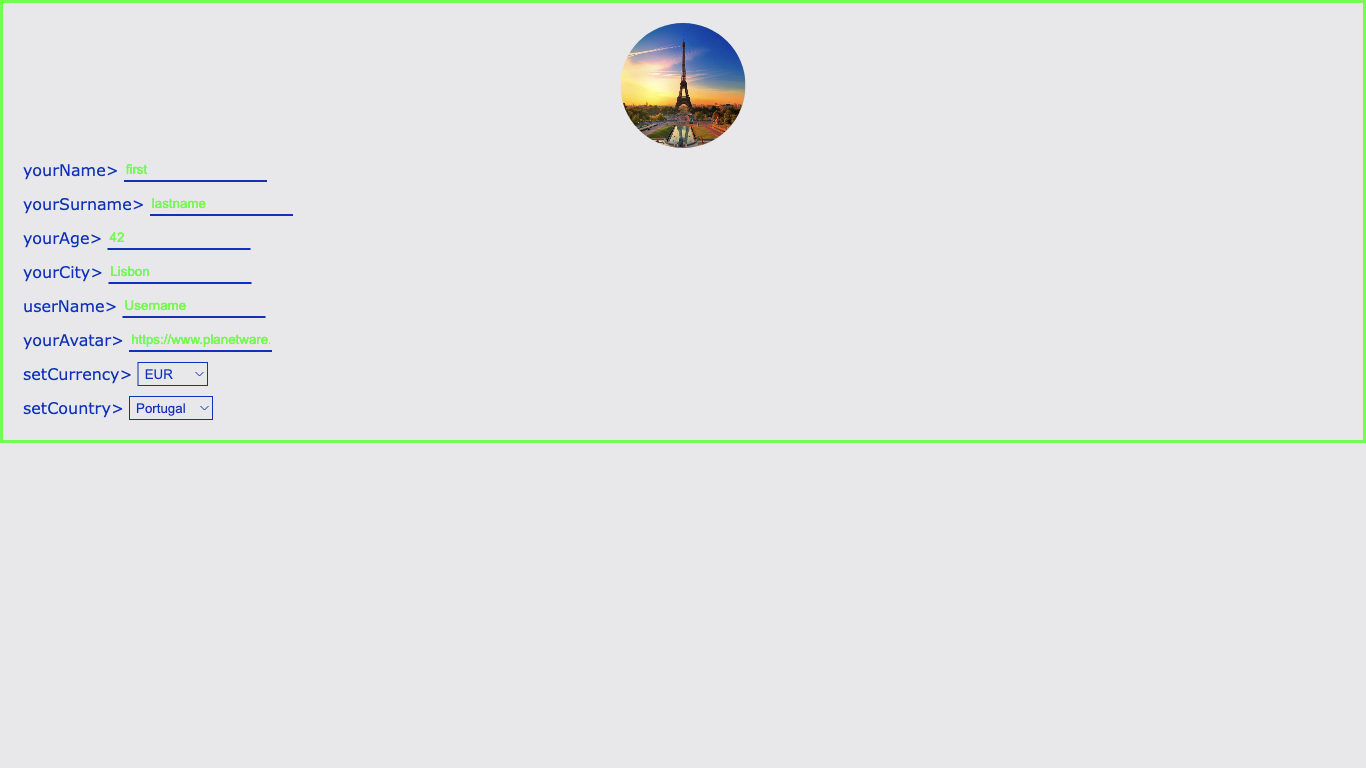 yourName> first
yourSurname> lastname
yourAge> 42
yourCity> Lisbon
userName> Username
yourAvatar> https://www.planetware.
setCurrency> EUR
setCountry> Portugal